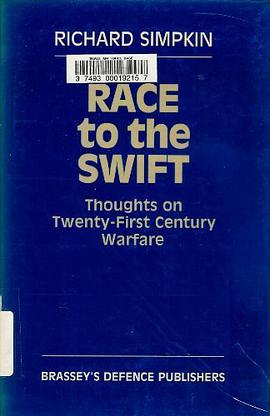 RICHARD SIMPKIN
3 7493 00019215 7
RACE
to the
SWIFT
Thoughts on
Twenty-First Century
Warfare
BRASSEY'S DEFENCE PUBLISHERS